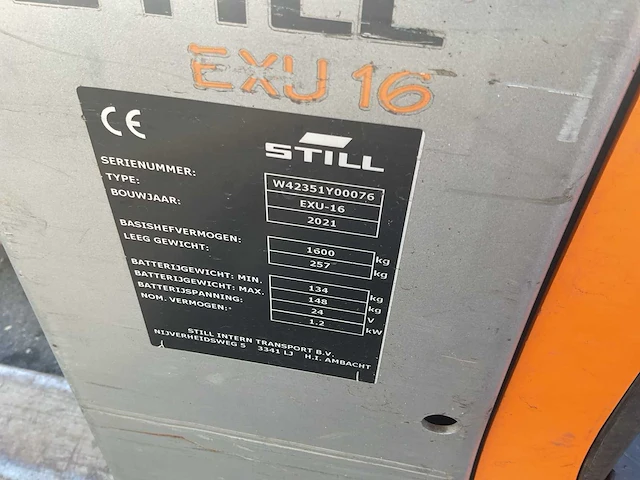 STILL
EXU 16
CE
STILL
SERIENUMMER: W42351Y00076
TYPE: EXU-16
BOUWJAAR: 2021
BASISHEFVERMOGEN: 1600 kg
LEEG GEWICHT: 257 kg
BATTERIJGEWICHT: MIN. 134 kg
BATTERIJGEWICHT: MAX. 148 kg
BATTERIJSPANNING: 24 V
NOM. VERMOGEN: 1.2 kW
STILL INTERN TRANSPORT B.V.
NIJVERHEIDSWEG 5 3341 LJ H.I. AMBACHT